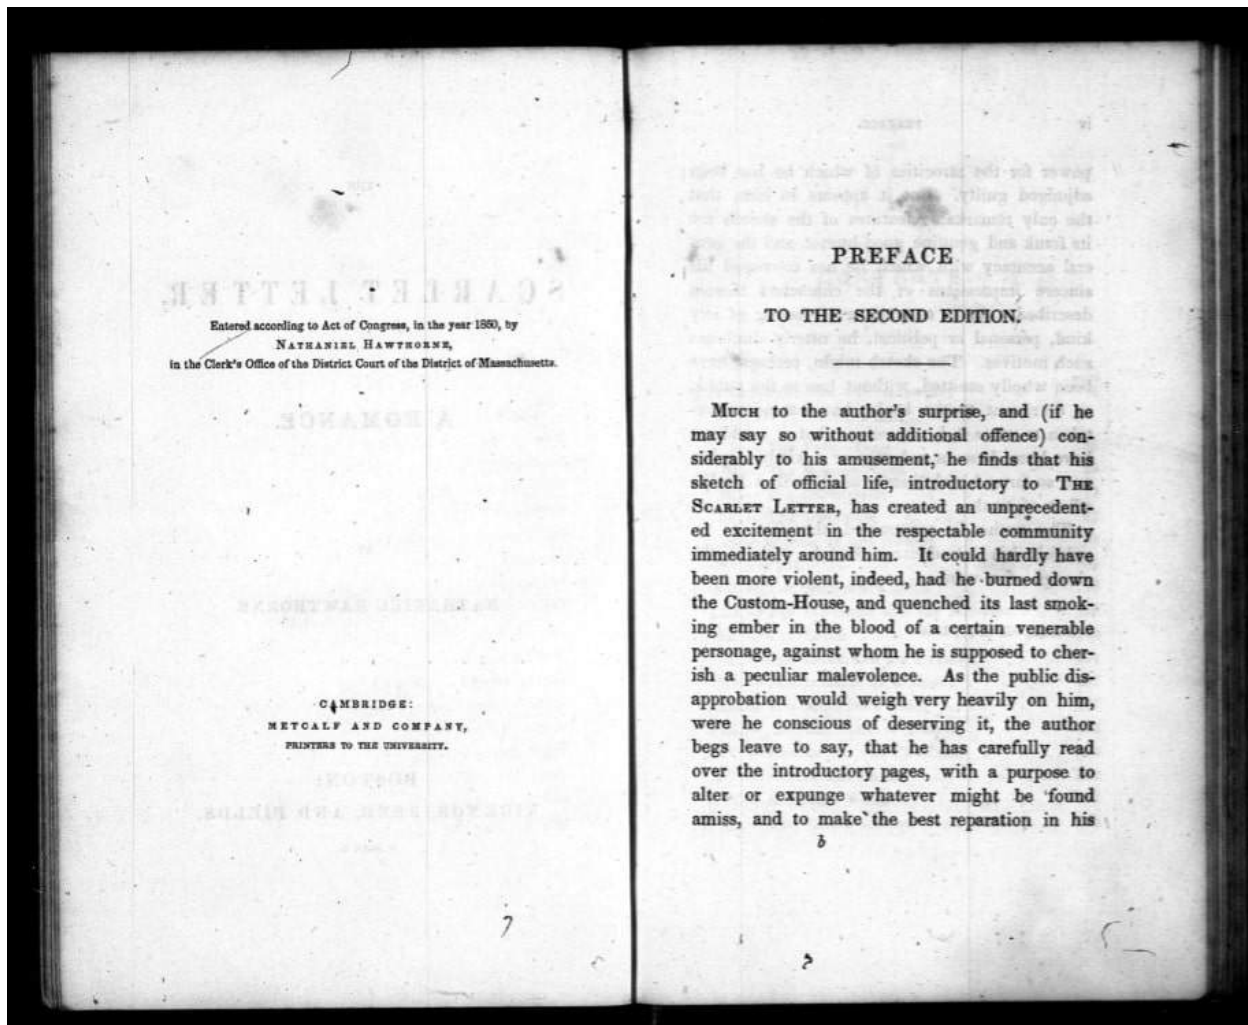 Entered according to Act of Congress, in the year 1850, by
NATHANIEL HAWTHORNE,
in the Clerk's Office of the District Court of the District of Massachusetts.
CAMBRIDGE:
METCALF AND COMPANY,
PRINTERS TO THE UNIVERSITY.
7
PREFACE
TO THE SECOND EDITION.
MUCH to the author's surprise, and (if he
may say so without additional offence) con-
siderably to his amusement, he finds that his
sketch of official life, introductory to THE
SCARLET LETTER, has created an unprecedent-
ed excitement in the respectable community
immediately around him. It could hardly have
been more violent, indeed, had he burned down
the Custom-House, and quenched its last smok-
ing ember in the blood of a certain venerable
personage, against whom he is supposed to cher-
ish a peculiar malevolence. As the public dis-
approbation would weigh very heavily on him,
were he conscious of deserving it, the author
begs leave to say, that he has carefully read
over the introductory pages, with a purpose to
alter or expunge whatever might be found
amiss, and to make the best reparation in his
b